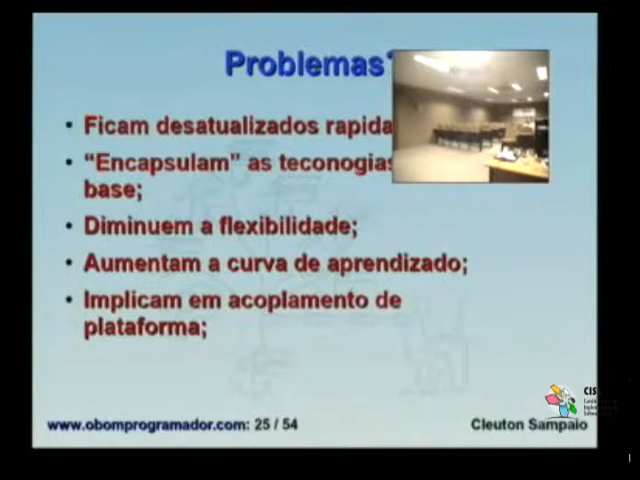 Problemas?
• Ficam desatualizados rapida
• “Encapsulam” as teconogias
base;
• Diminuem a flexibilidade;
• Aumentam a curva de aprendizado;
• Implicam em acoplamento de
plataforma;
CIS
www.obomprogramador.com: 25 / 54
Cleuton Sampaio